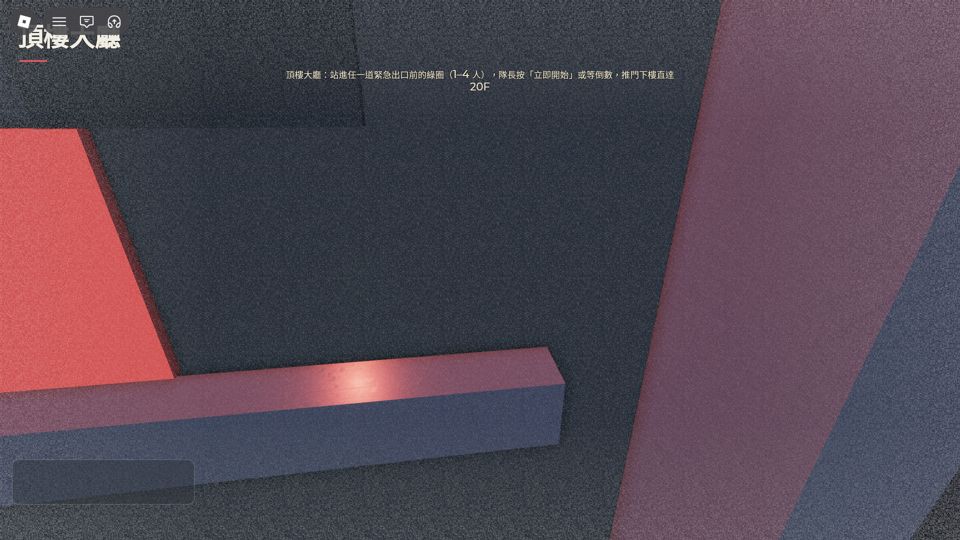 頂樓大廳
頂樓大廳：站進任一道緊急出口前的綠圈（1–4 人），隊長按「立即開始」或等倒數，推門下樓直達
20F